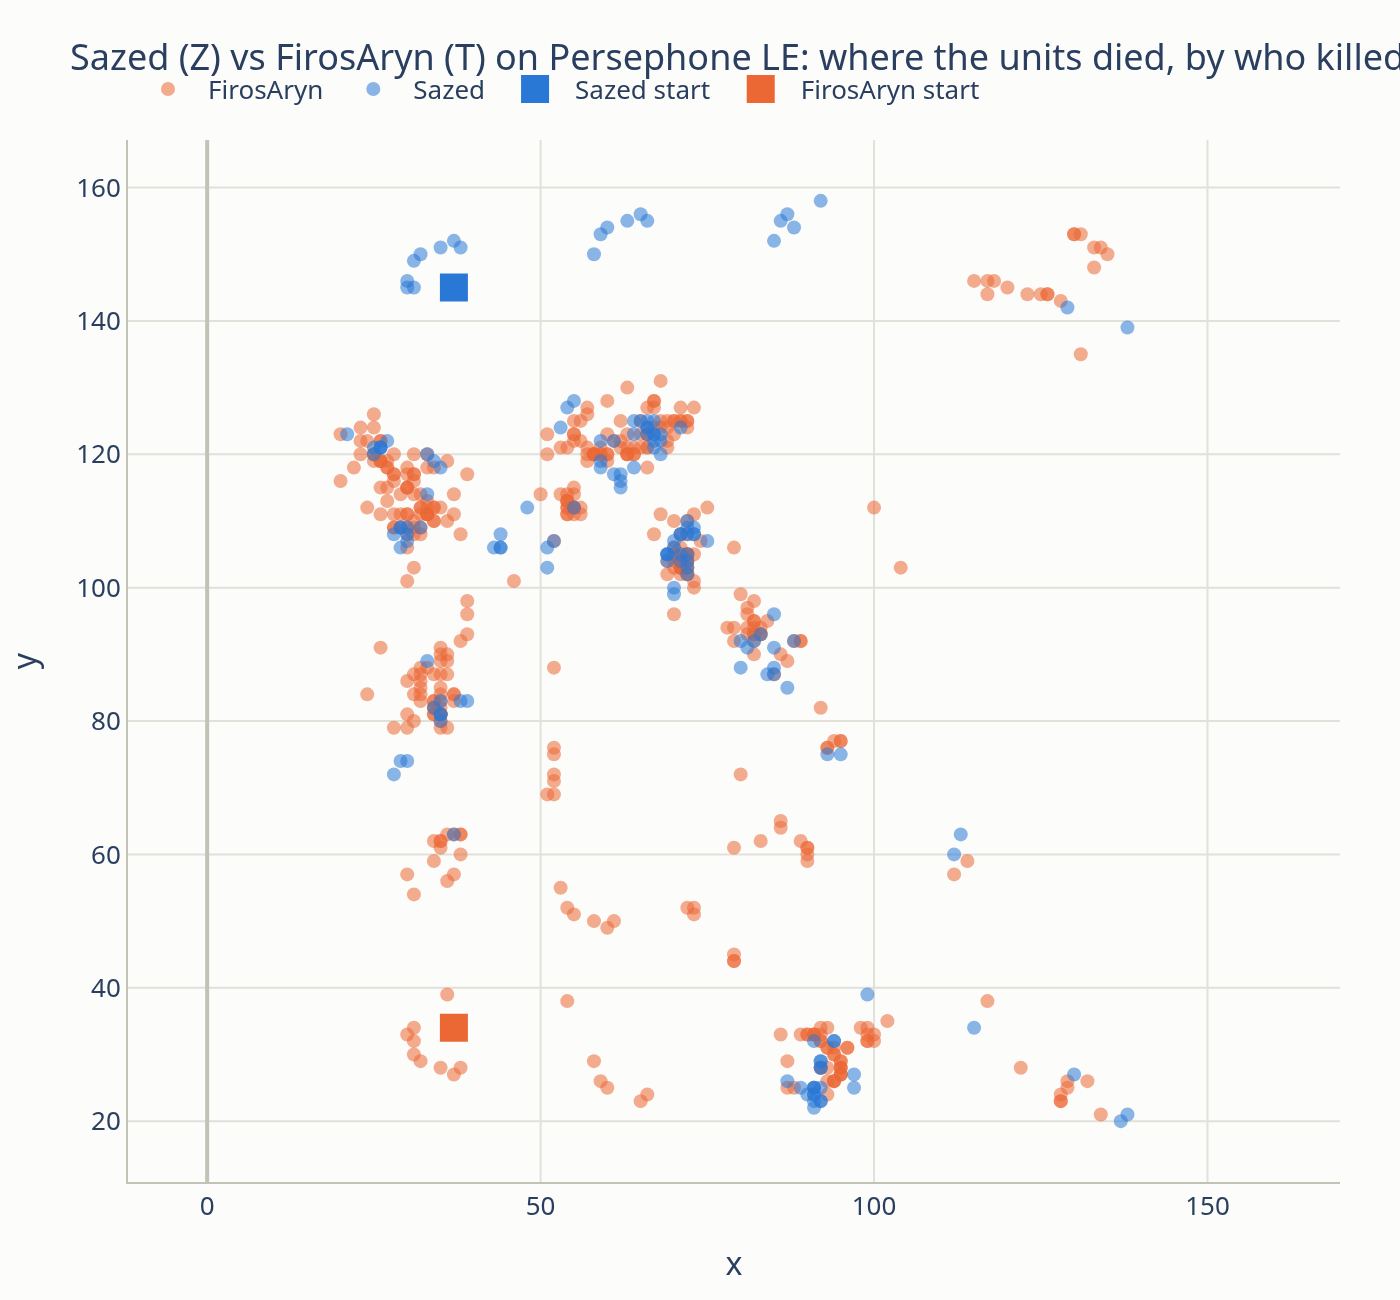 Sazed (Z) vs FirosAryn (T) on Persephone LE: where the units died, by who killed
FirosAryn
Sazed
Sazed start
FirosAryn start
160
140
120
100
80
60
40
20
y
0
50
100
150
x